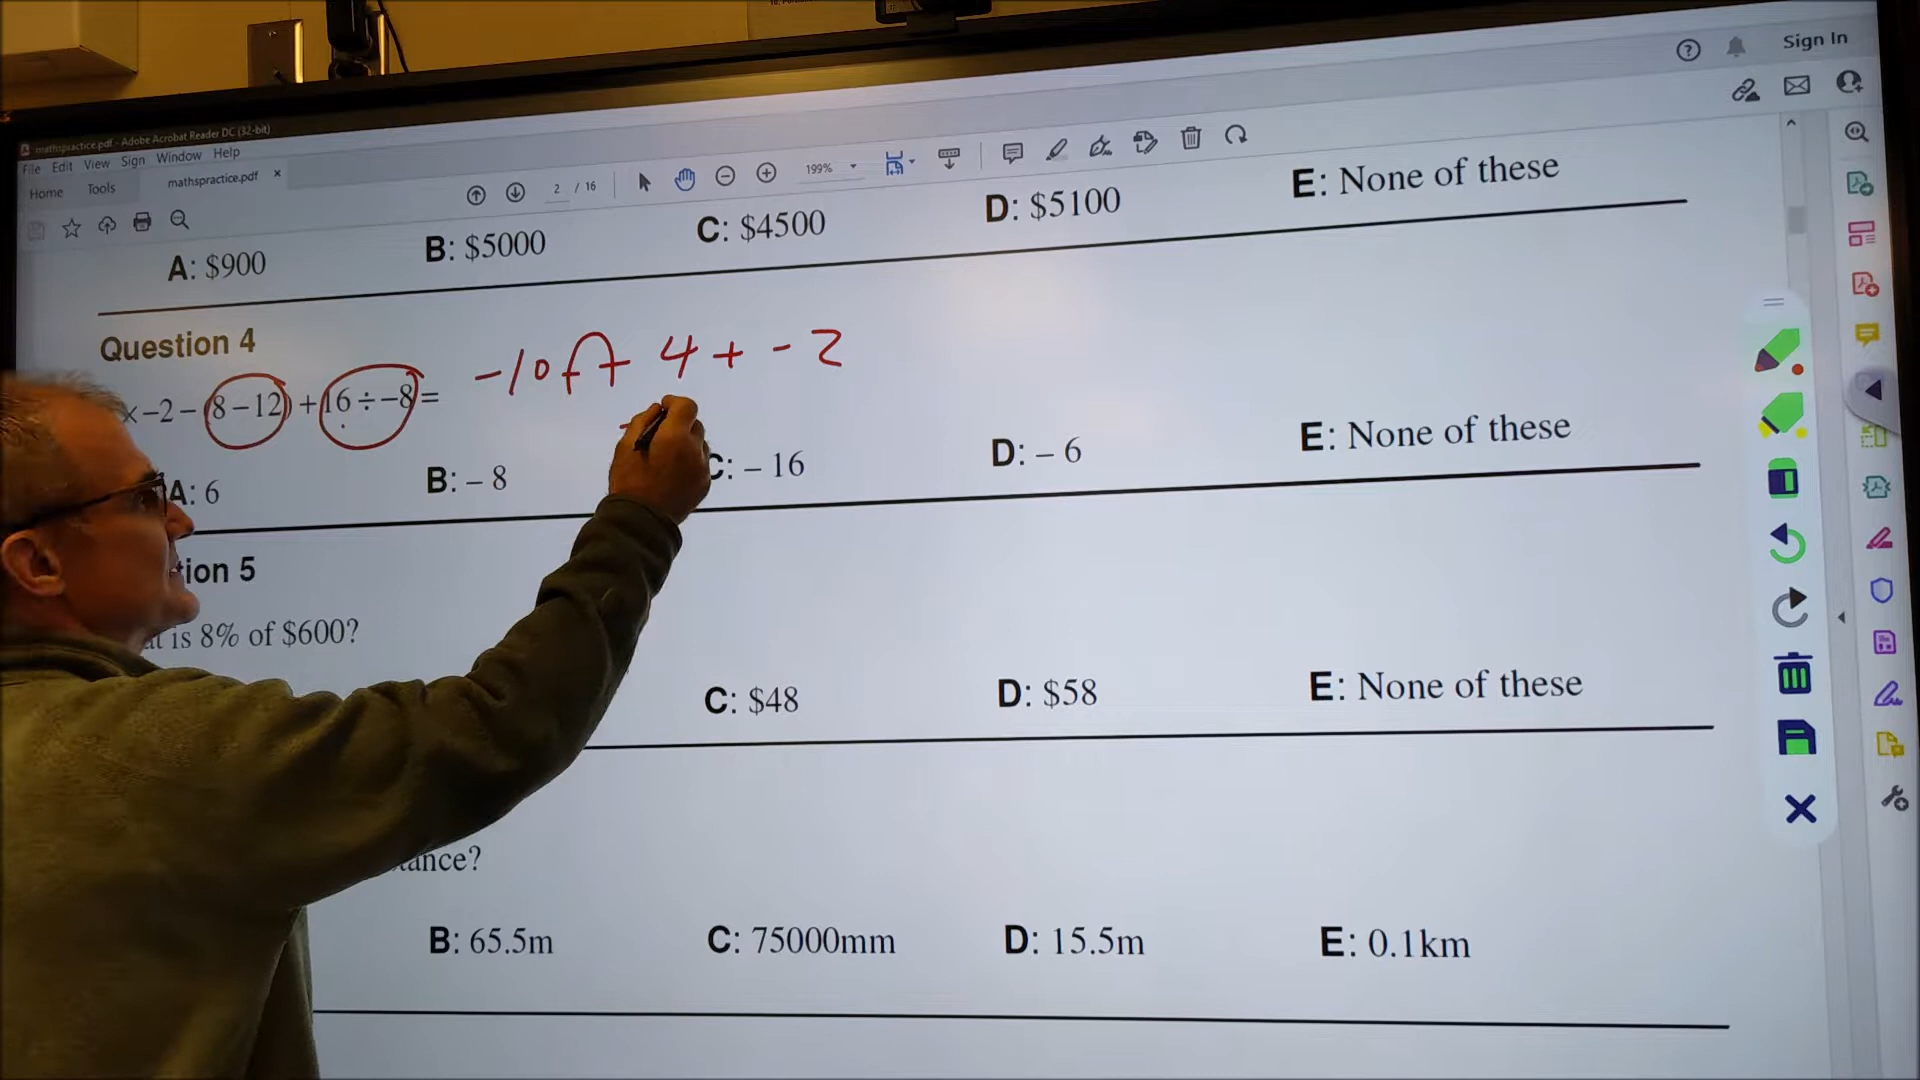 mathspractice.pdf - Adobe Acrobat Reader DC (32-bit)
File Edit View Sign Window Help
Home Tools mathspractice.pdf ×
Sign In
2 / 16 199%
A: $900 B: $5000 C: $4500 D: $5100 E: None of these
Question 4
×−2 − (8 − 12) + 16 ÷ −8 = -10 + + 4 + - 2
A: 6 B: – 8 C: – 16 D: – 6 E: None of these
tion 5
is 8% of $600?
C: $48 D: $58 E: None of these
tance?
B: 65.5m C: 75000mm D: 15.5m E: 0.1km